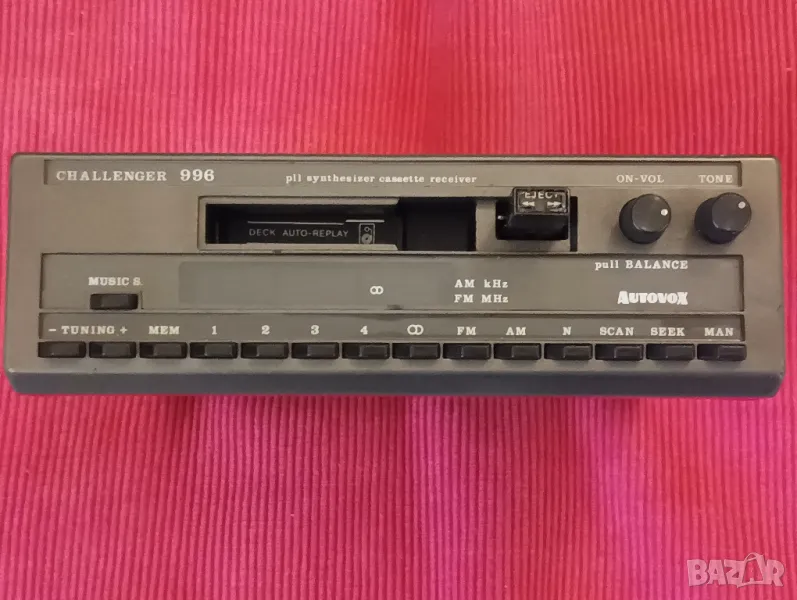 CHALLENGER 996 pll synthesizer cassette receiver ON-VOL TONE
EJECT
DECK AUTO-REPLAY
pull BALANCE
MUSIC S.
AM kHz
FM MHz
AUTOVOX
- TUNING + MEM 1 2 3 4 FM AM N SCAN SEEK MAN
BAZAR